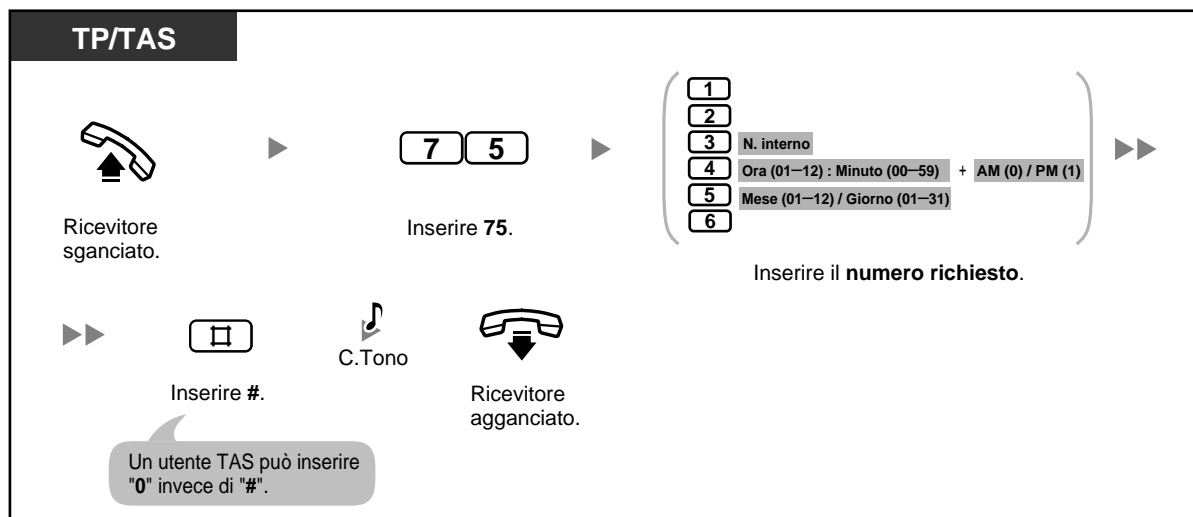 TP/TAS
1
2
3 N. interno
4 Ora (01–12) : Minuto (00–59) + AM (0) / PM (1)
5 Mese (01–12) / Giorno (01–31)
6
7 5
Ricevitore
sganciato.
Inserire 75.
Inserire il numero richiesto.
C.Tono
Inserire #.
Ricevitore
agganciato.
Un utente TAS può inserire
"0" invece di "#".